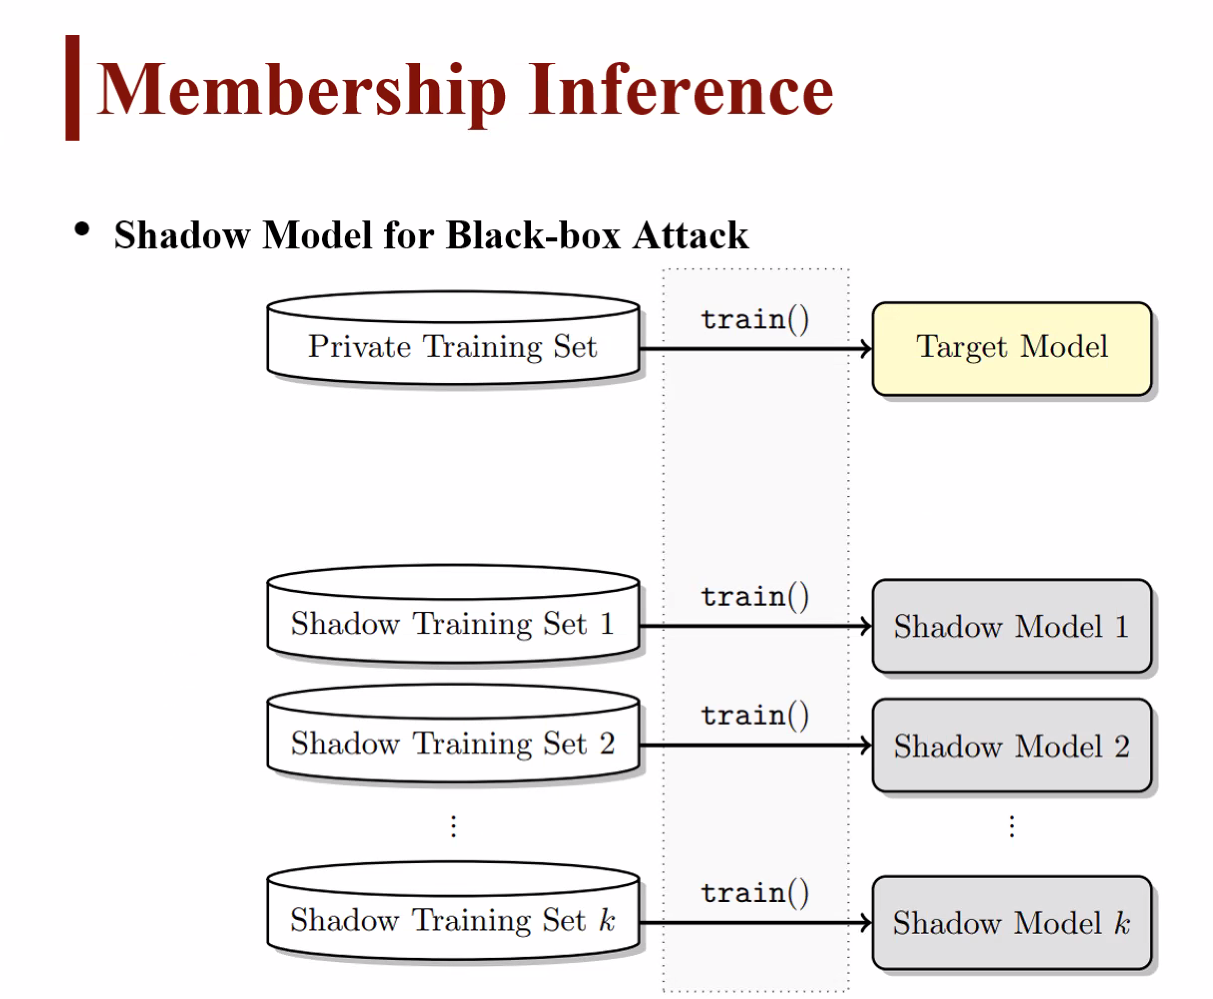 Membership Inference
• Shadow Model for Black-box Attack
Private Training Set
train()
Target Model
Shadow Training Set 1
train()
Shadow Model 1
Shadow Training Set 2
train()
Shadow Model 2
⋮
⋮
Shadow Training Set k
train()
Shadow Model k